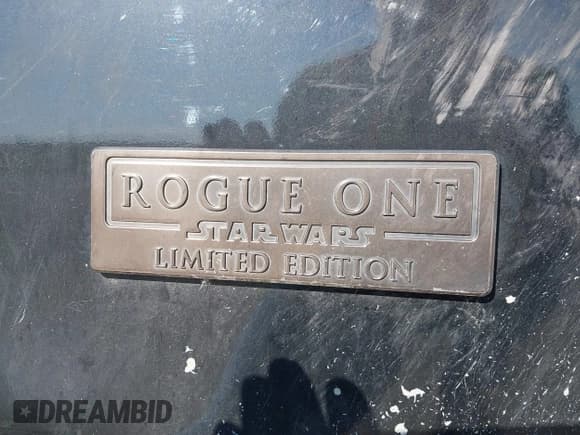 ROGUE ONE
STAR WARS
LIMITED EDITION
DREAMBID